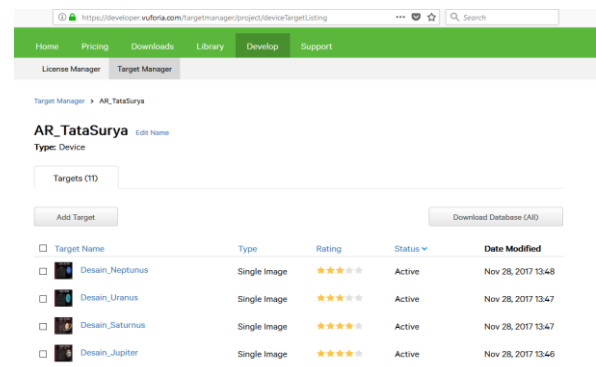 https://developer.vuforia.com/targetmanager/project/deviceTargetListing Search
Home Pricing Downloads Library Develop Support
License Manager Target Manager
Target Manager > AR_TataSurya
AR_TataSurya Edit Name
Type: Device
Targets (11)
Add Target Download Database (All)
Target Name Type Rating Status Date Modified
Desain_Neptunus Single Image Active Nov 28, 2017 13:48
Desain_Uranus Single Image Active Nov 28, 2017 13:47
Desain_Saturnus Single Image Active Nov 28, 2017 13:47
Desain_Jupiter Single Image Active Nov 28, 2017 13:46